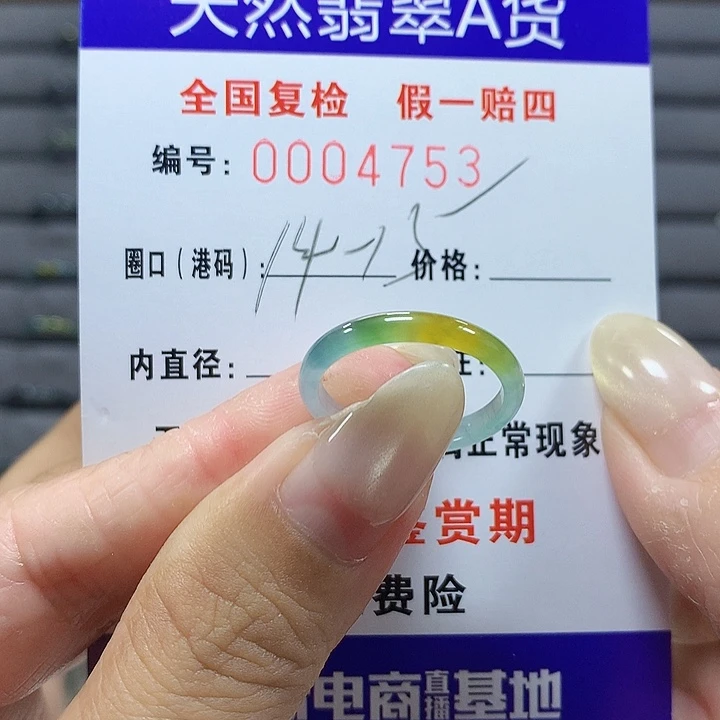 天然翡翠A货
全国复检 假一赔四
编号: 0004753
圈口(港码): 14-15 价格:
内直径:
正常现象
鉴赏期
费险
电商直播基地